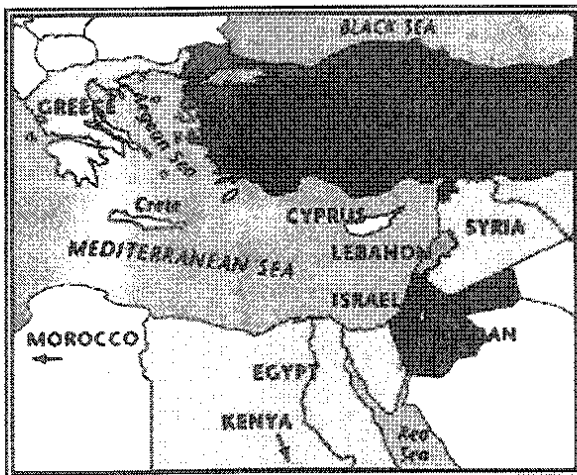 BLACK SEA
GREECE
Aegean Sea
Crete
CYPRUS
SYRIA
MEDITERRANEAN SEA
LEBANON
ISRAEL
MOROCCO
EGYPT
KENYA
Red
Sea